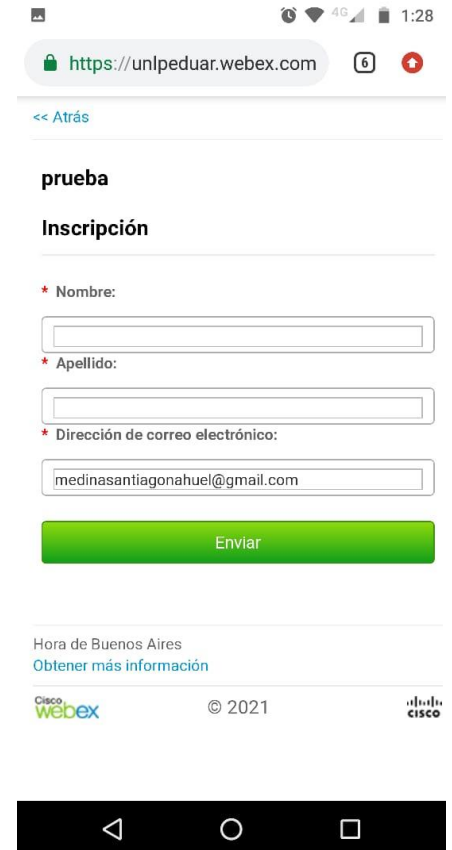 4G 1:28
https://unlpeduar.webex.com 6
<< Atrás
prueba
Inscripción
* Nombre:
* Apellido:
* Dirección de correo electrónico:
medinasantiagonahuel@gmail.com
Enviar
Hora de Buenos Aires
Obtener más información
Cisco webex © 2021 cisco